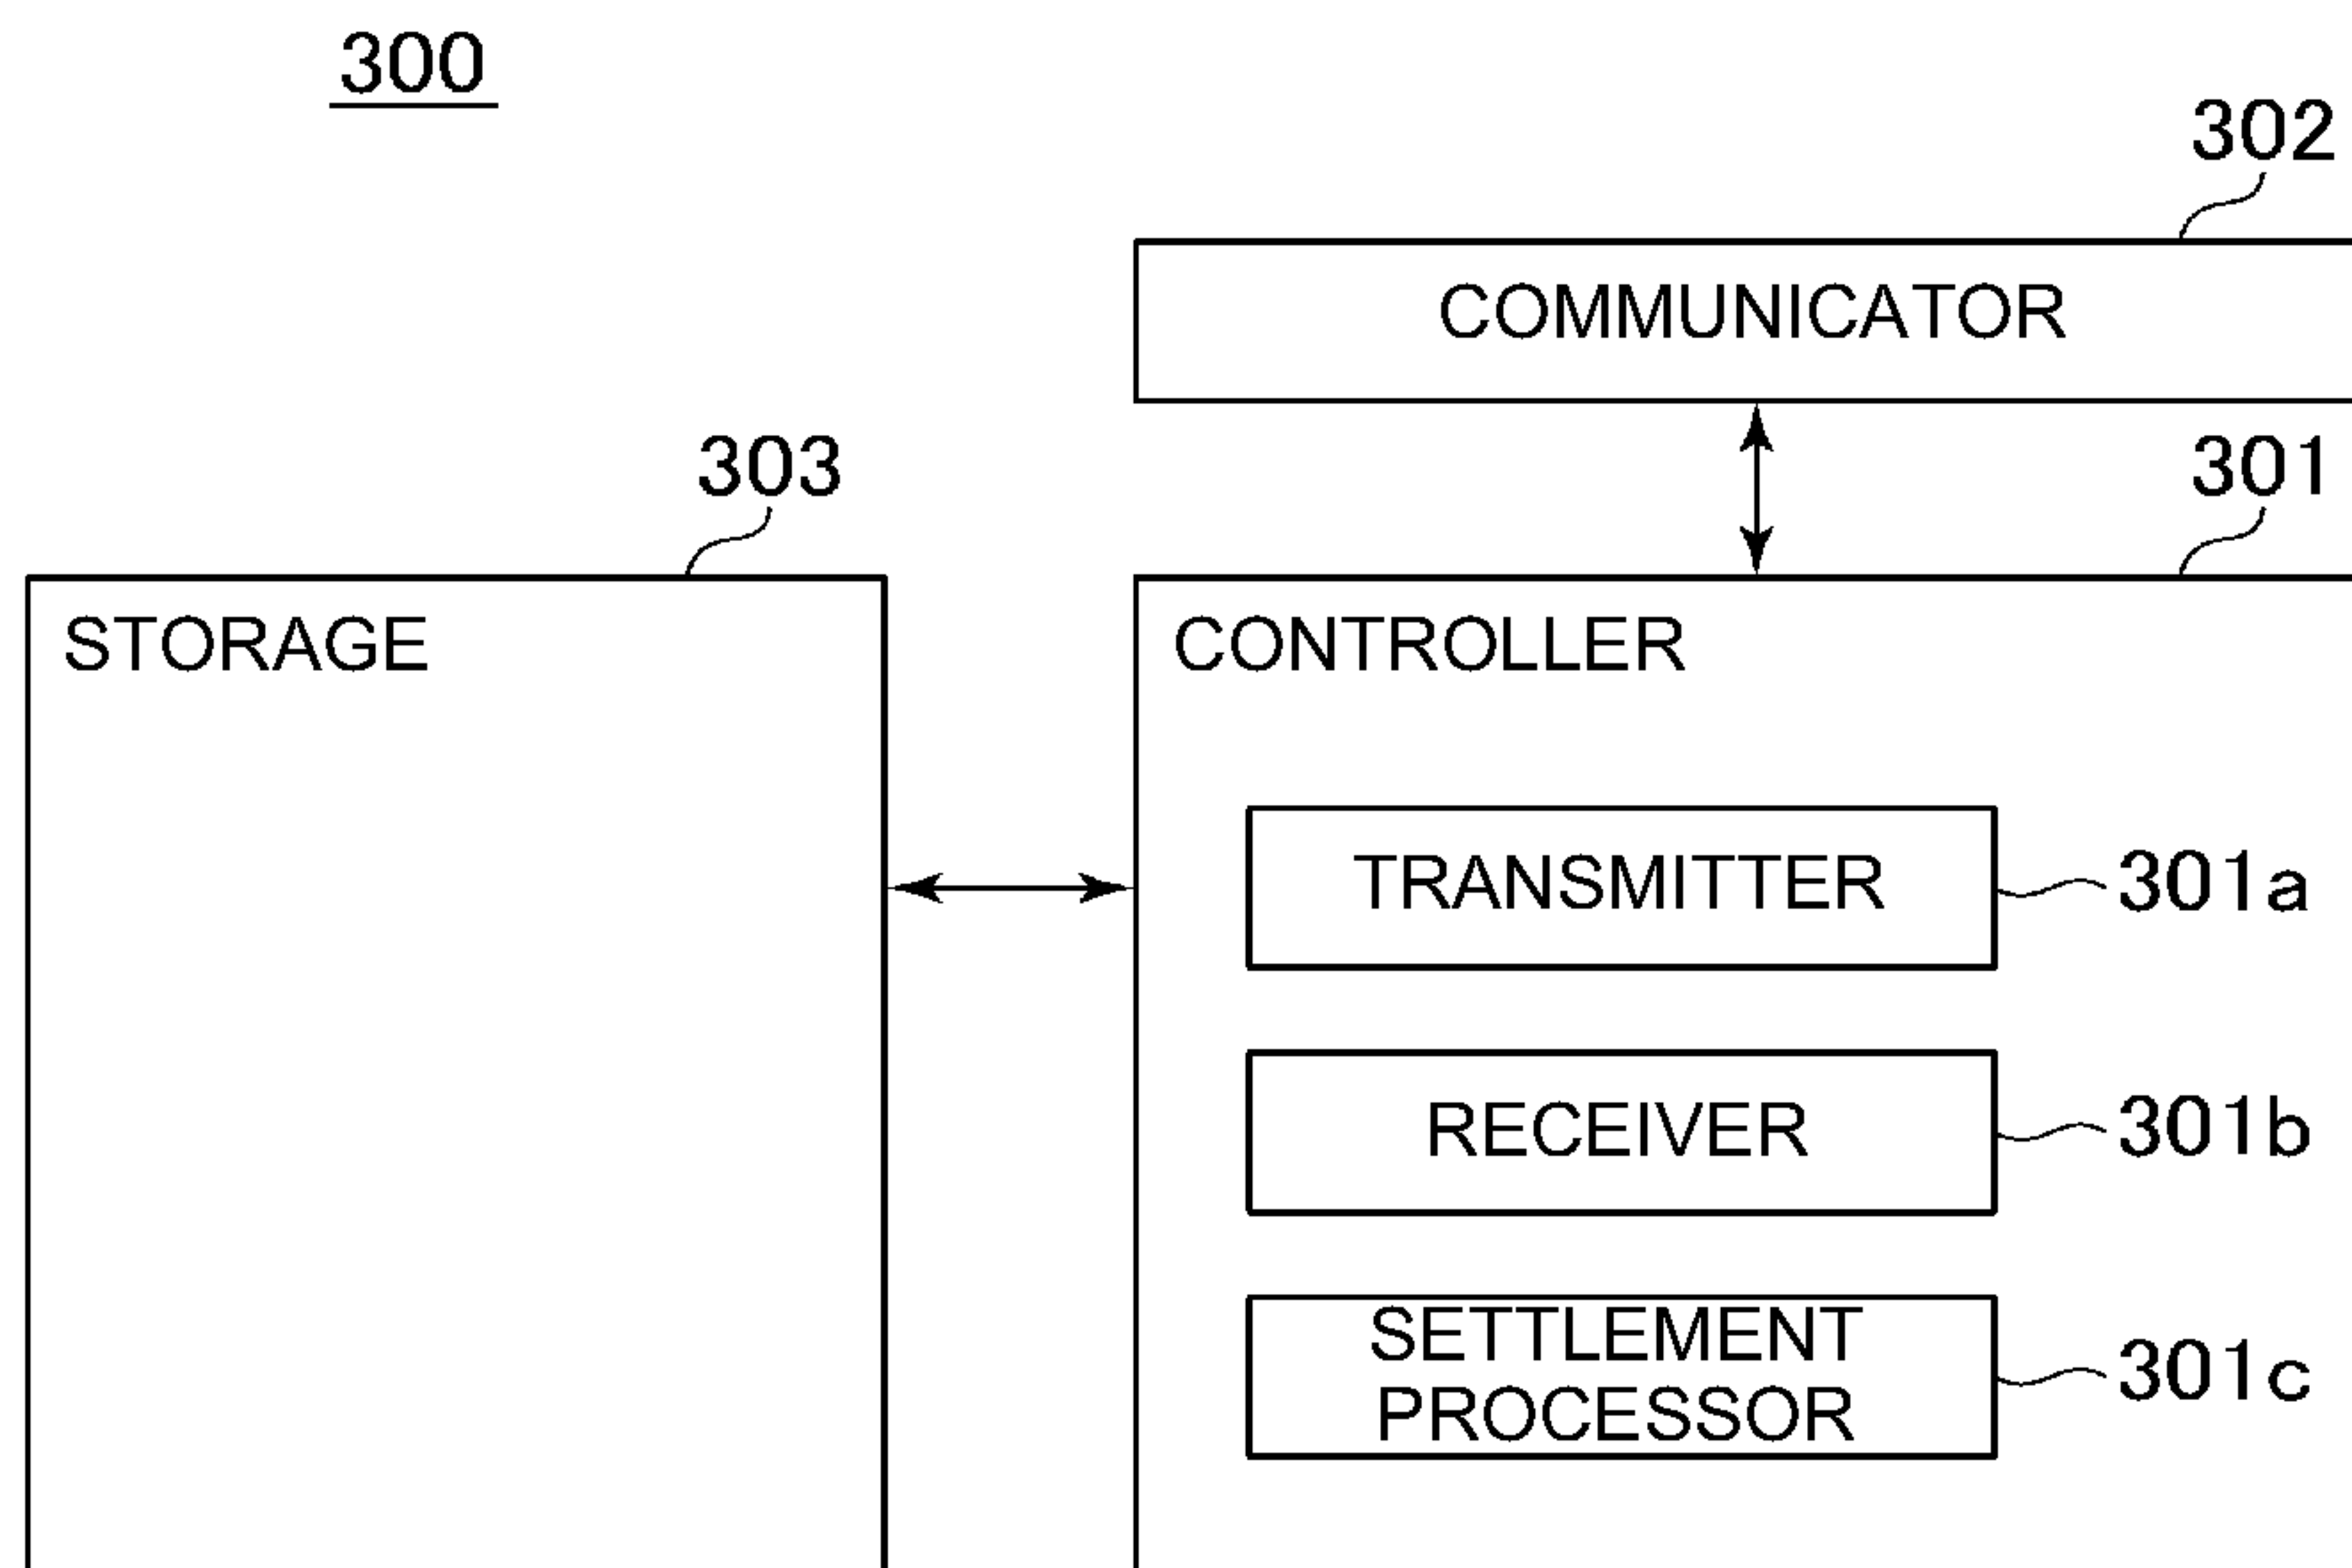 300
302
COMMUNICATOR
303
301
STORAGE
CONTROLLER
TRANSMITTER
301a
RECEIVER
301b
SETTLEMENT
PROCESSOR
301c